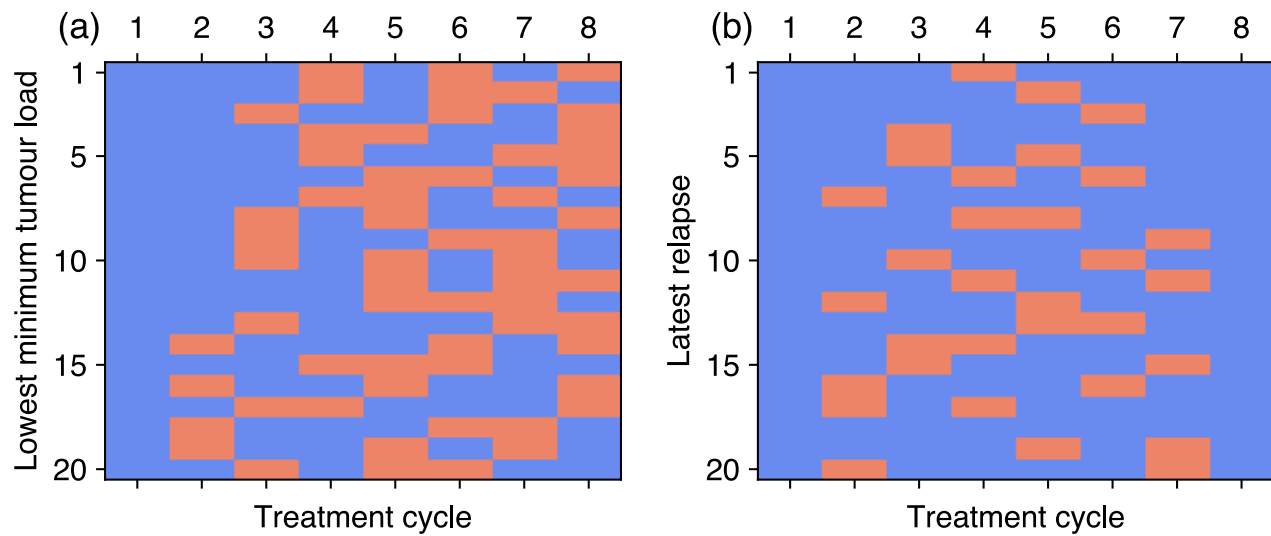 (a) 1 2 3 4 5 6 7 8
Lowest minimum tumour load
1
5
10
15
20
Treatment cycle
(b) 1 2 3 4 5 6 7 8
Latest relapse
1
5
10
15
20
Treatment cycle